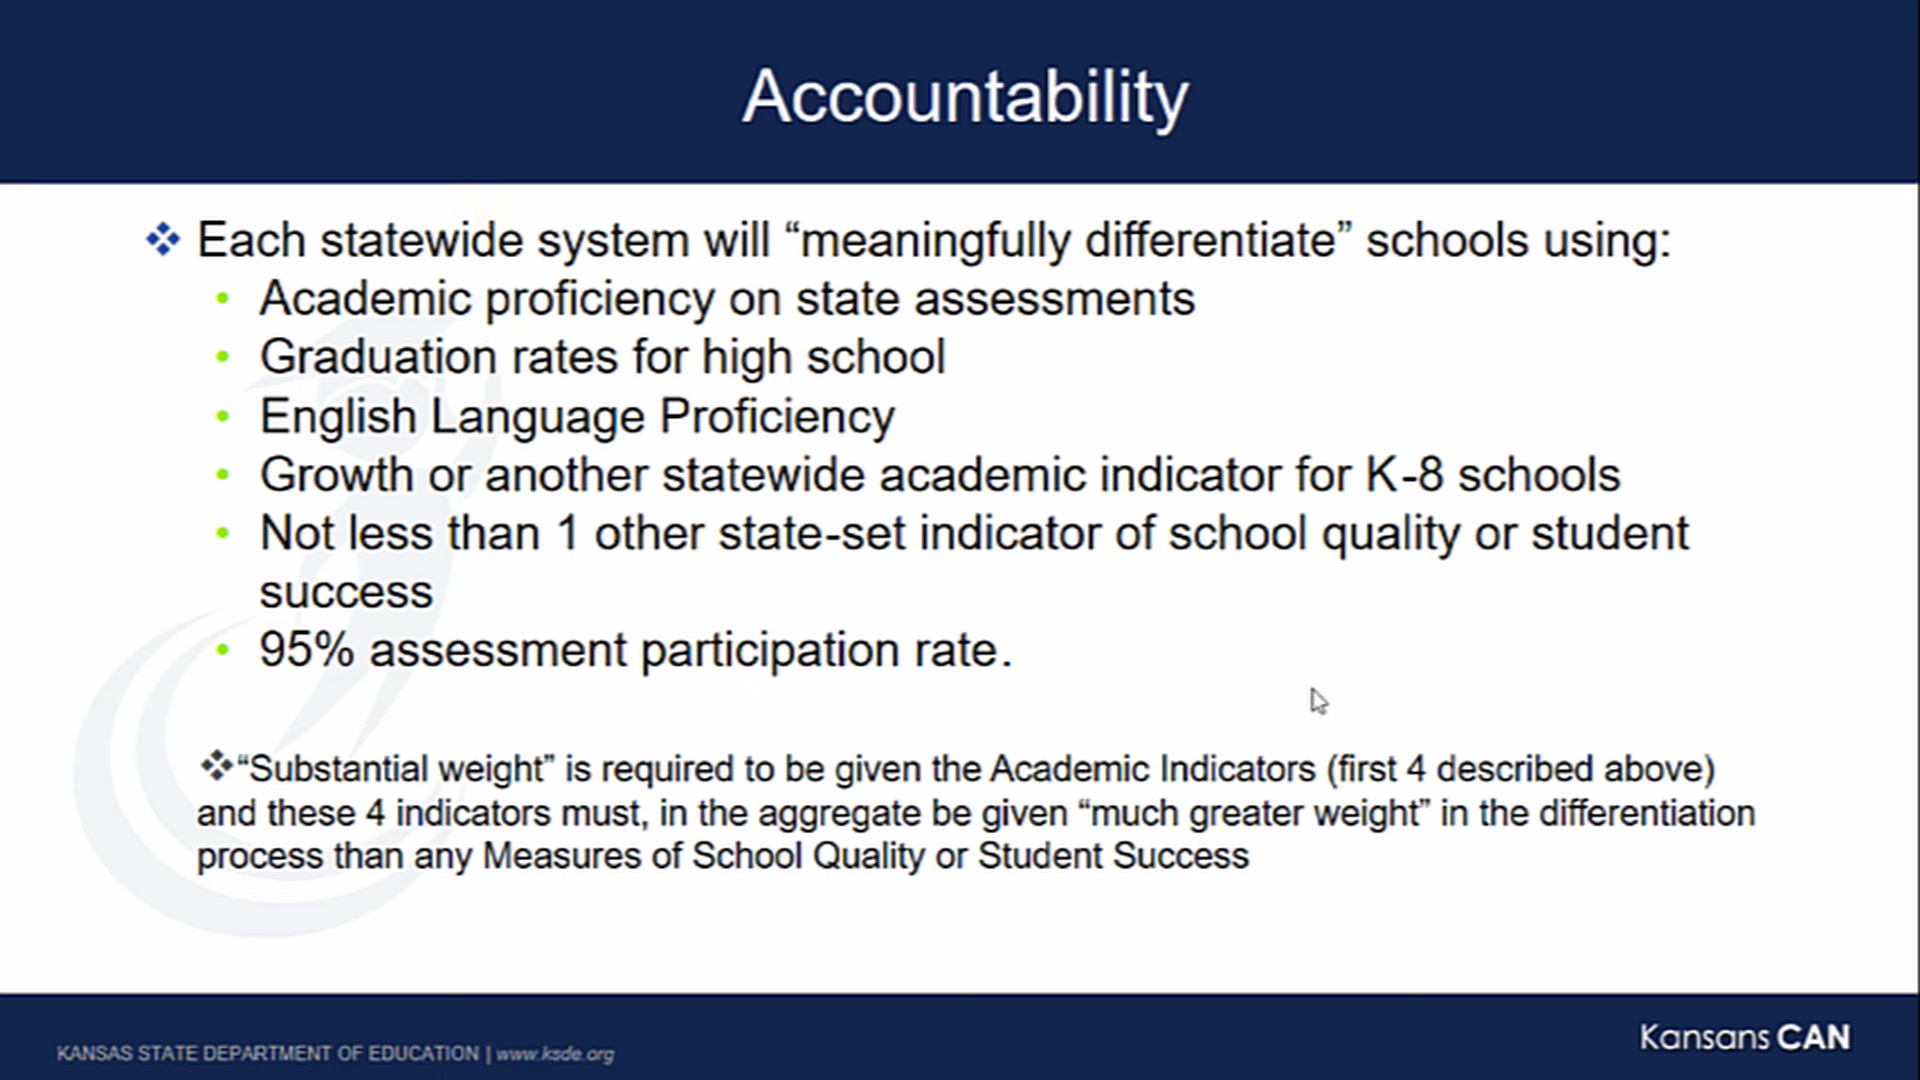 Accountability
Each statewide system will “meaningfully differentiate” schools using:
Academic proficiency on state assessments
Graduation rates for high school
English Language Proficiency
Growth or another statewide academic indicator for K-8 schools
Not less than 1 other state-set indicator of school quality or student
success
95% assessment participation rate.
“Substantial weight” is required to be given the Academic Indicators (first 4 described above)
and these 4 indicators must, in the aggregate be given “much greater weight” in the differentiation
process than any Measures of School Quality or Student Success
KANSAS STATE DEPARTMENT OF EDUCATION | www.ksde.org
Kansans CAN